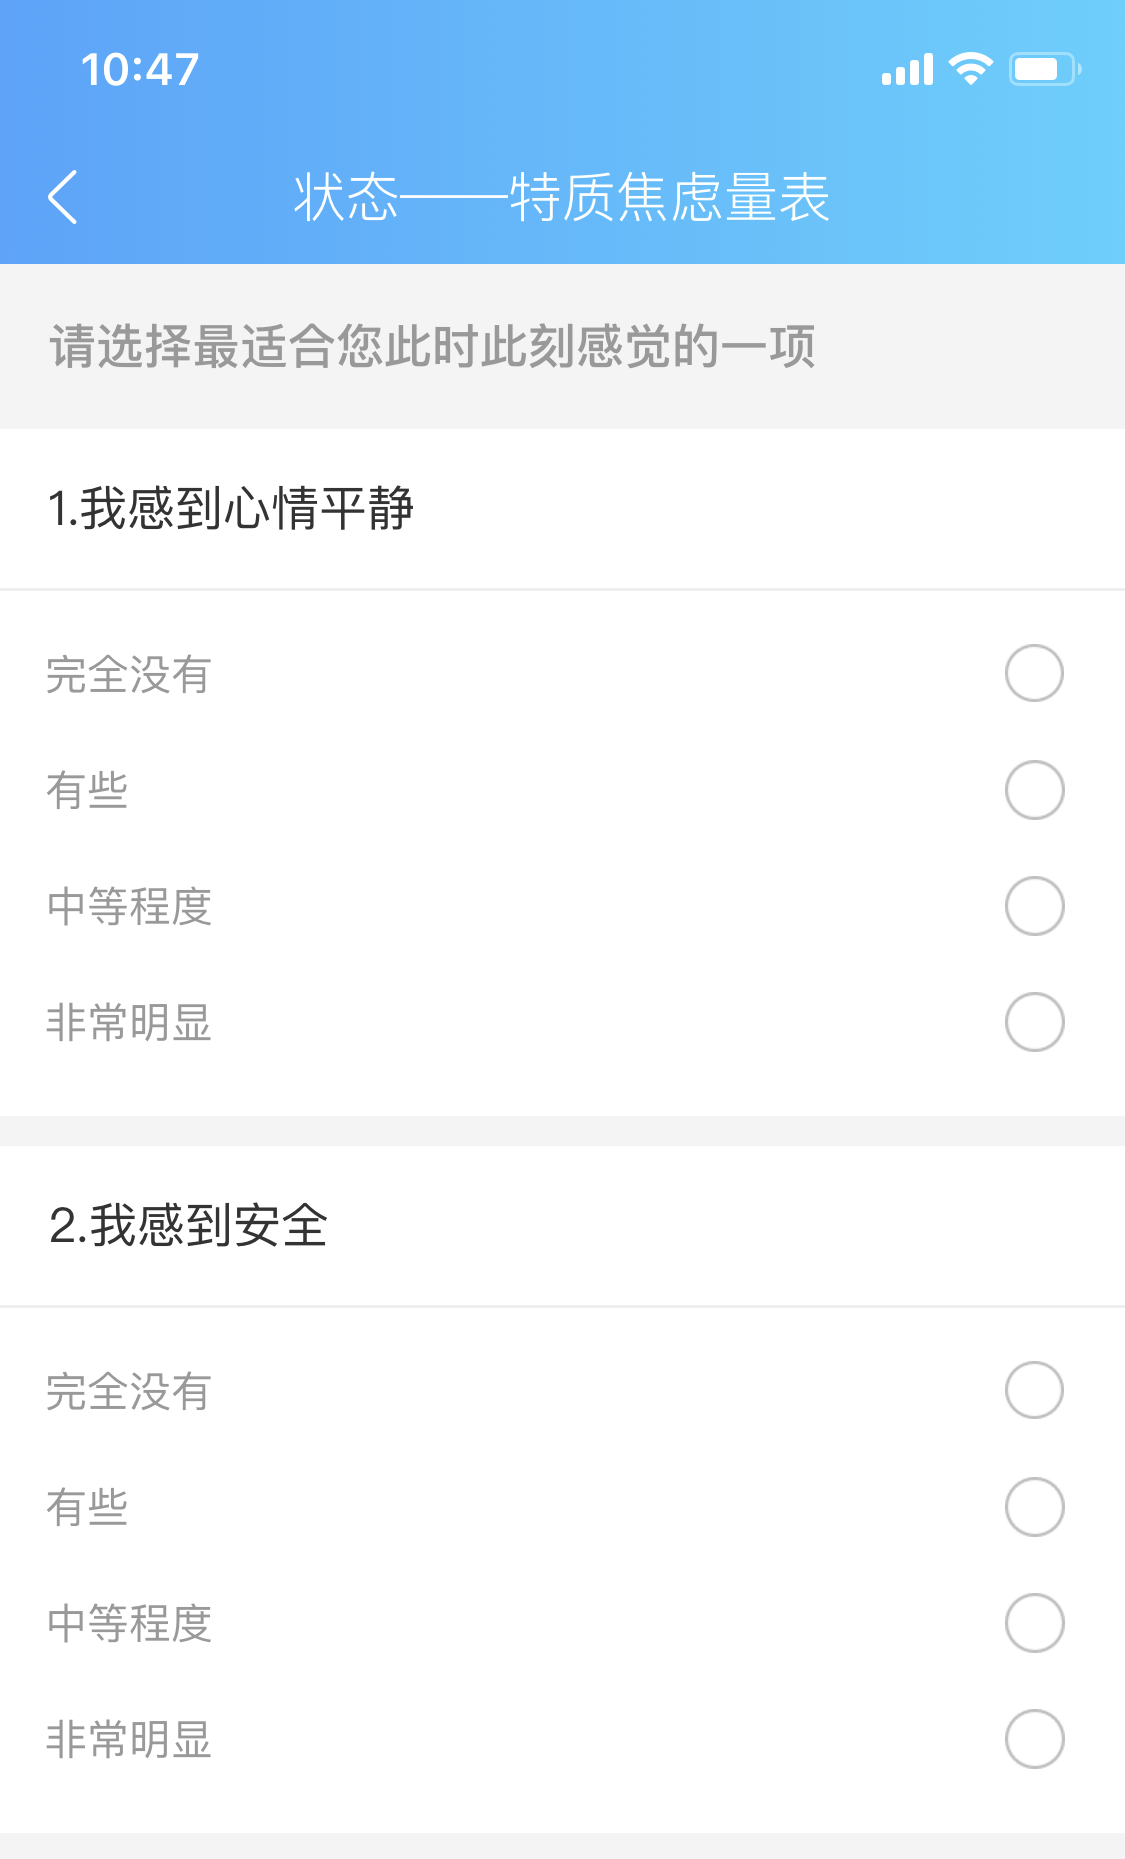 10:47
状态——特质焦虑量表
请选择最适合您此时此刻感觉的一项
1.我感到心情平静
完全没有
有些
中等程度
非常明显
2.我感到安全
完全没有
有些
中等程度
非常明显